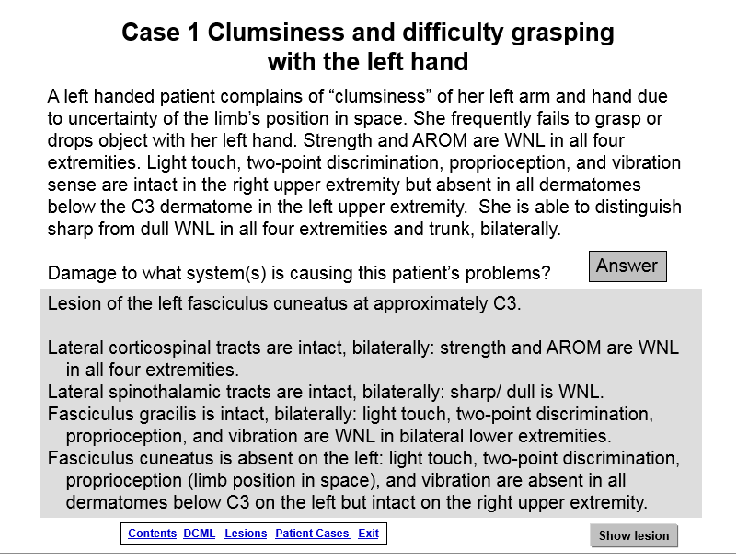 Case 1 Clumsiness and difficulty grasping
with the left hand
A left handed patient complains of “clumsiness” of her left arm and hand due
to uncertainty of the limb’s position in space. She frequently fails to grasp or
drops object with her left hand. Strength and AROM are WNL in all four
extremities. Light touch, two-point discrimination, proprioception, and vibration
sense are intact in the right upper extremity but absent in all dermatomes
below the C3 dermatome in the left upper extremity.  She is able to distinguish
sharp from dull WNL in all four extremities and trunk, bilaterally.
Damage to what system(s) is causing this patient’s problems?
Answer
Lesion of the left fasciculus cuneatus at approximately C3.
Lateral corticospinal tracts are intact, bilaterally: strength and AROM are WNL
in all four extremities.
Lateral spinothalamic tracts are intact, bilaterally: sharp/ dull is WNL.
Fasciculus gracilis is intact, bilaterally: light touch, two-point discrimination,
proprioception, and vibration are WNL in bilateral lower extremities.
Fasciculus cuneatus is absent on the left: light touch, two-point discrimination,
proprioception (limb position in space), and vibration are absent in all
dermatomes below C3 on the left but intact on the right upper extremity.
Contents DCML Lesions Patient Cases Exit
Show lesion